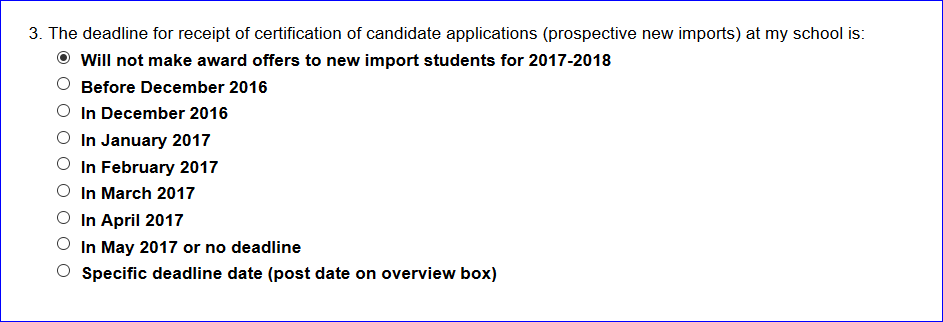 3. The deadline for receipt of certification of candidate applications (prospective new imports) at my school is:
Will not make award offers to new import students for 2017-2018
Before December 2016
In December 2016
In January 2017
In February 2017
In March 2017
In April 2017
In May 2017 or no deadline
Specific deadline date (post date on overview box)